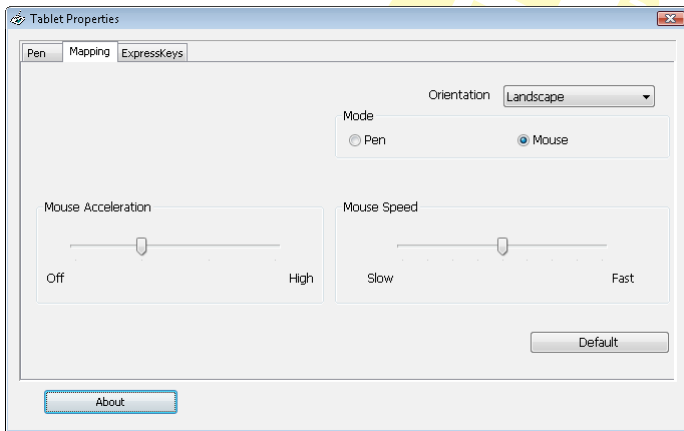 Tablet Properties
Pen Mapping ExpressKeys
Orientation Landscape
Mode
Pen Mouse
Mouse Acceleration Mouse Speed
Off High Slow Fast
Default
About